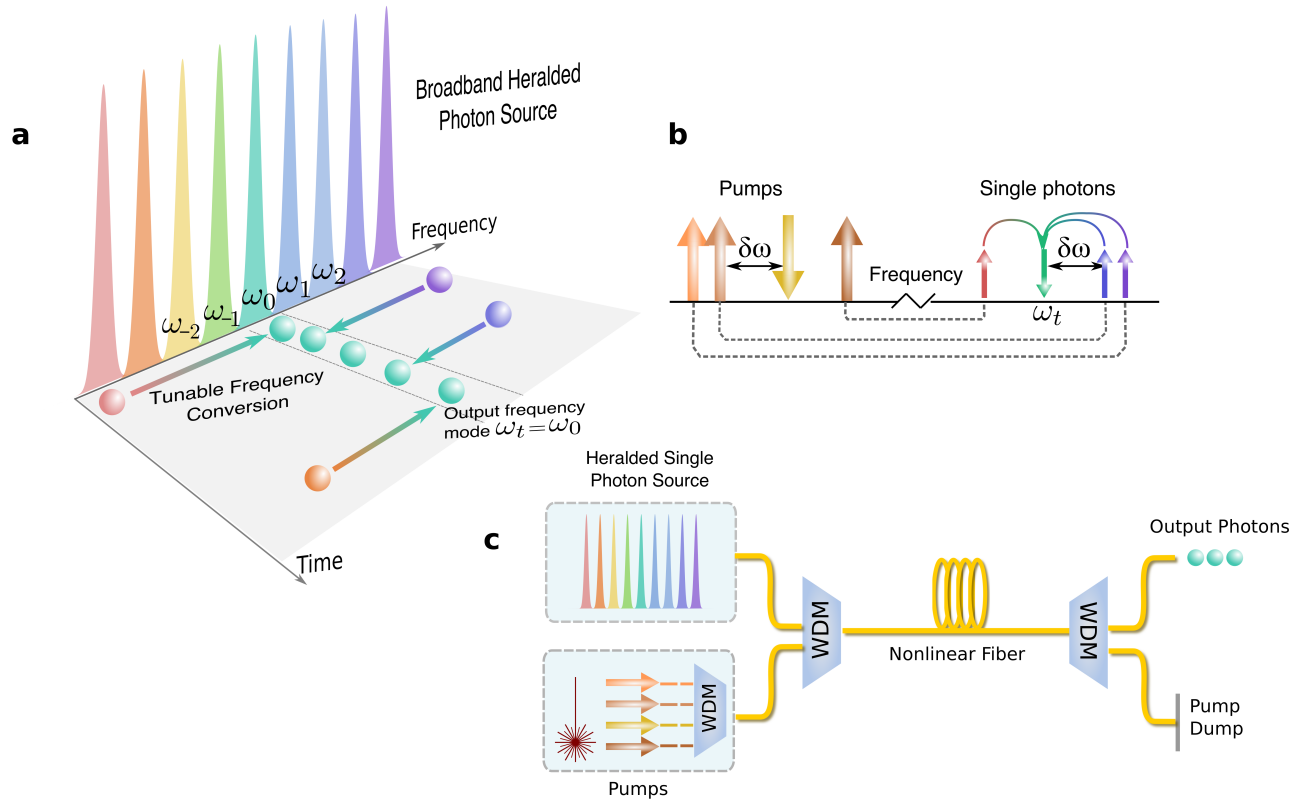 a
Broadband Heralded
Photon Source
Frequency
ω₋₂
ω₋₁
ω₀
ω₁
ω₂
Tunable Frequency
Conversion
Output frequency
mode ωₜ=ω₀
Time
b
Pumps
Single photons
δω
δω
Frequency
ωₜ
c
Heralded Single
Photon Source
WDM
WDM
Nonlinear Fiber
Output Photons
WDM
Pump
Dump
Pumps